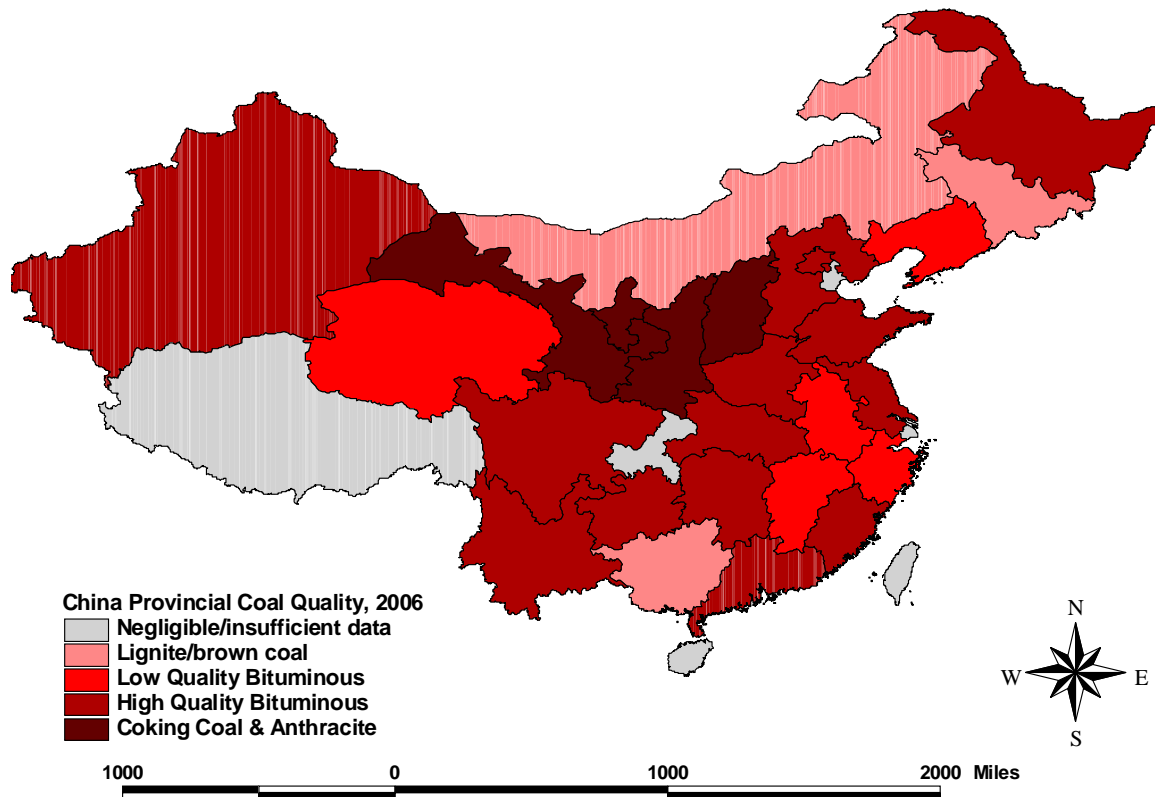 China Provincial Coal Quality, 2006
Negligible/insufficient data
Lignite/brown coal
Low Quality Bituminous
High Quality Bituminous
Coking Coal & Anthracite
N
W E
S
1000 0 1000 2000 Miles